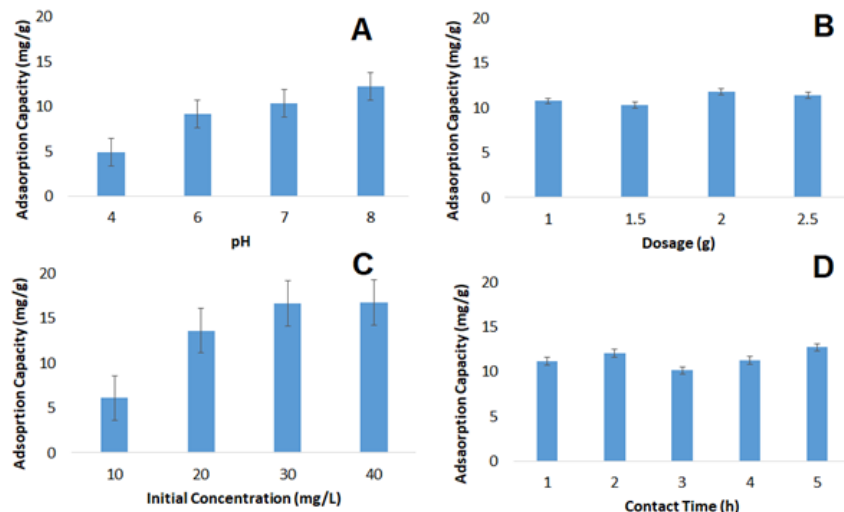 A
Adsaorption Capacity (mg/g)
20
15
10
5
0
4 6 7 8
pH
B
Adsaorption Capacity (mg/g)
20
15
10
5
0
1 1.5 2 2.5
Dosage (g)
C
Adsoprtion Capacity (mg/g)
20
15
10
5
0
10 20 30 40
Initial Concentration (mg/L)
D
Adsaorption Capacity (mg/g)
20
15
10
5
0
1 2 3 4 5
Contact Time (h)